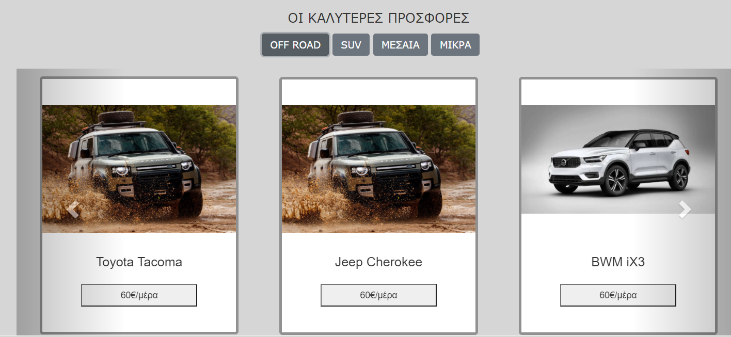 ΟΙ ΚΑΛΥΤΕΡΕΣ ΠΡΟΣΦΟΡΕΣ
OFF ROAD SUV ΜΕΣΑΙΑ ΜΙΚΡΑ
Toyota Tacoma Jeep Cherokee BWM iX3
60€/μέρα 60€/μέρα 60€/μέρα